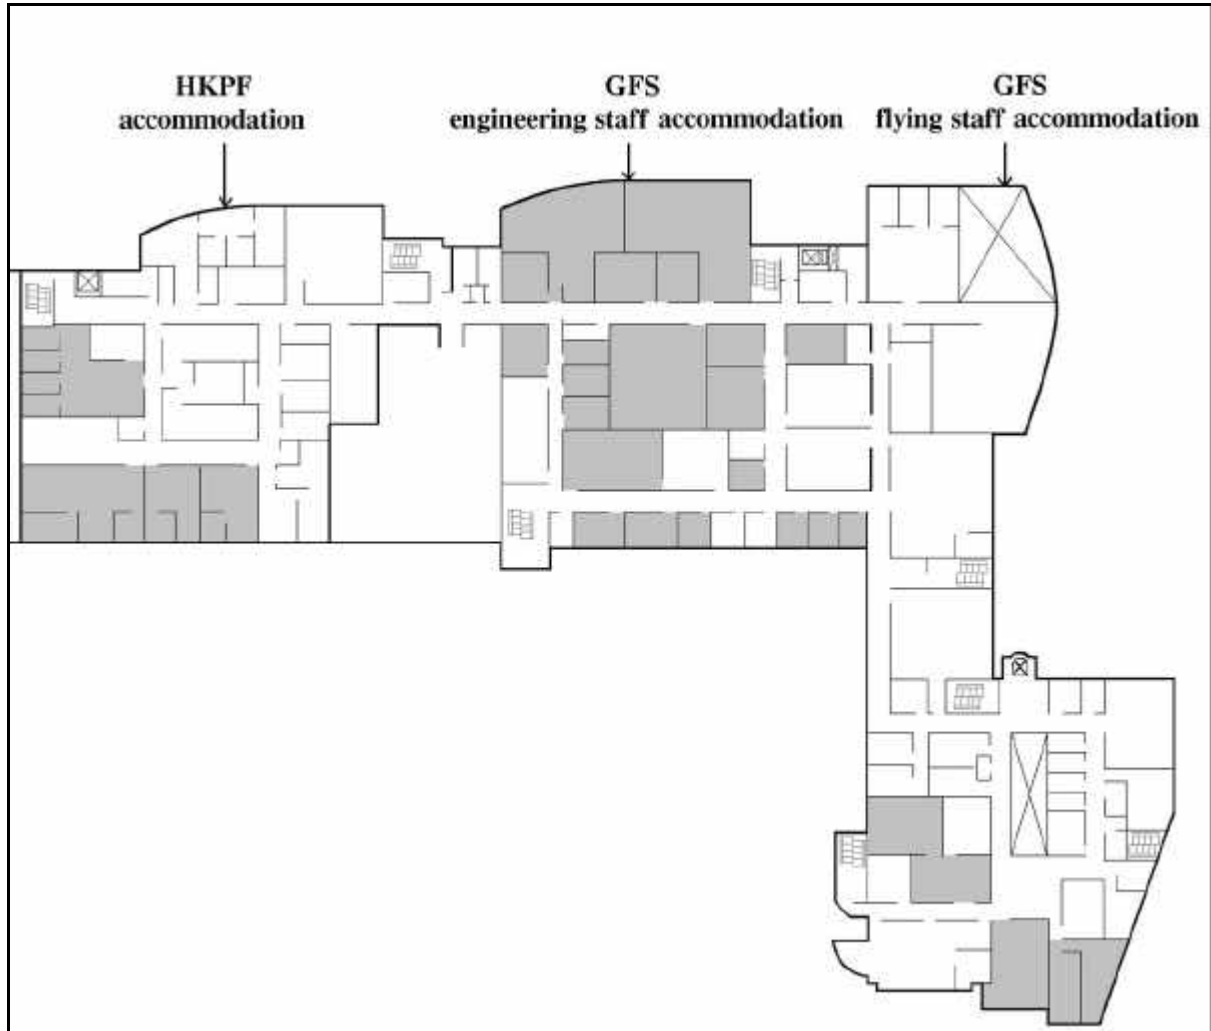 HKPF
accommodation
GFS
engineering staff accommodation
GFS
flying staff accommodation